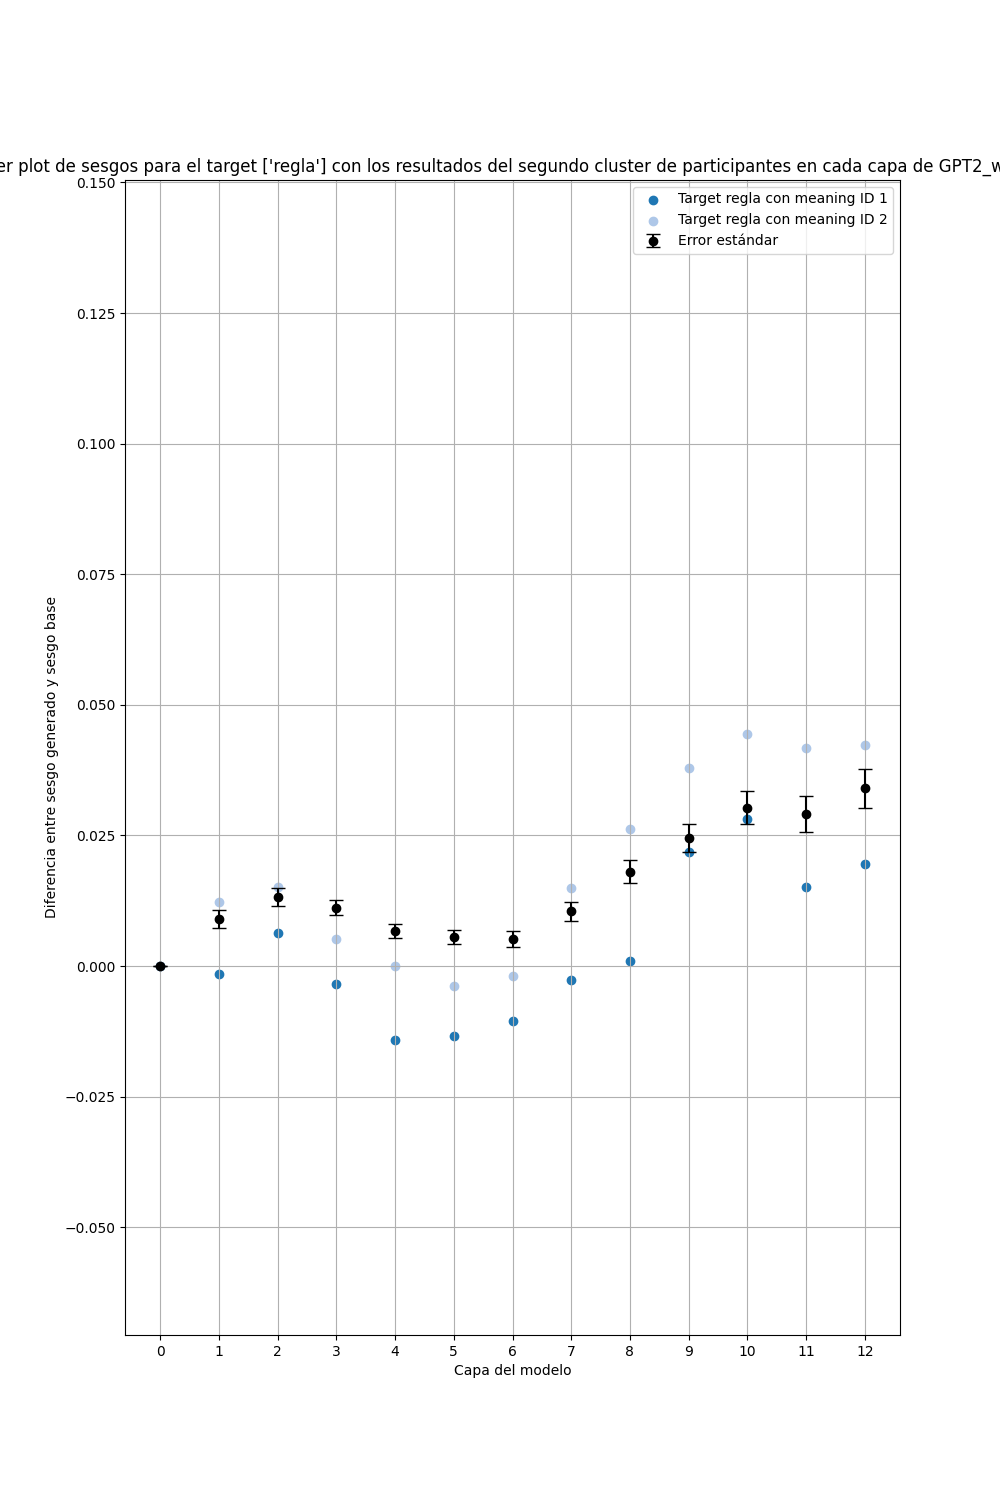 er plot de sesgos para el target ['regla'] con los resultados del segundo cluster de participantes en cada capa de GPT2_w
Target regla con meaning ID 1
Target regla con meaning ID 2
Error estándar
0.150
0.125
0.100
0.075
0.050
0.025
0.000
−0.025
−0.050
Diferencia entre sesgo generado y sesgo base
0 1 2 3 4 5 6 7 8 9 10 11 12
Capa del modelo